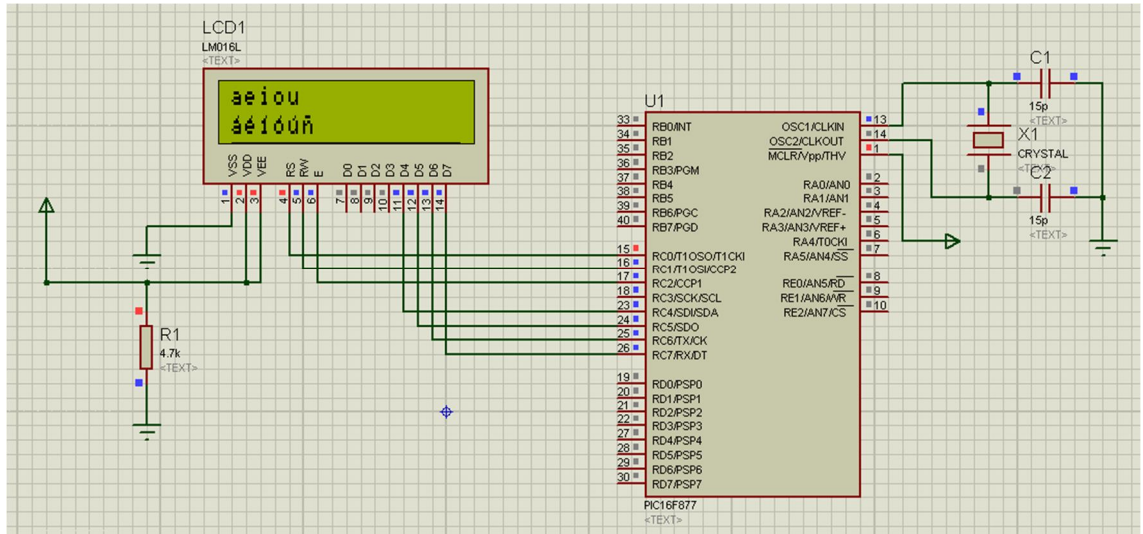 LCD1
LM016L
<TEXT>
aeiou
áéíóúñ
VSS VDD VEE RS RW E D0 D1 D2 D3 D4 D5 D6 D7
1 2 3 4 5 6 7 8 9 10 11 12 13 14
R1
4.7k
<TEXT>
U1
33 RB0/INT OSC1/CLKIN 13
34 RB1 OSC2/CLKOUT 14
35 RB2 MCLR/Vpp/THV 1
36 RB3/PGM
37 RB4 RA0/AN0 2
38 RB5 RA1/AN1 3
39 RB6/PGC RA2/AN2/VREF- 4
40 RB7/PGD RA3/AN3/VREF+ 5
RA4/T0CKI 6
15 RC0/T1OSO/T1CKI RA5/AN4/SS 7
16 RC1/T1OSI/CCP2
17 RC2/CCP1 RE0/AN5/RD 8
18 RC3/SCK/SCL RE1/AN6/WR 9
23 RC4/SDI/SDA RE2/AN7/CS 10
24 RC5/SDO
25 RC6/TX/CK
26 RC7/RX/DT
19 RD0/PSP0
20 RD1/PSP1
21 RD2/PSP2
22 RD3/PSP3
27 RD4/PSP4
28 RD5/PSP5
29 RD6/PSP6
30 RD7/PSP7
PIC16F877
<TEXT>
C1
15p
<TEXT>
X1
CRYSTAL
<TEXT>
C2
15p
<TEXT>